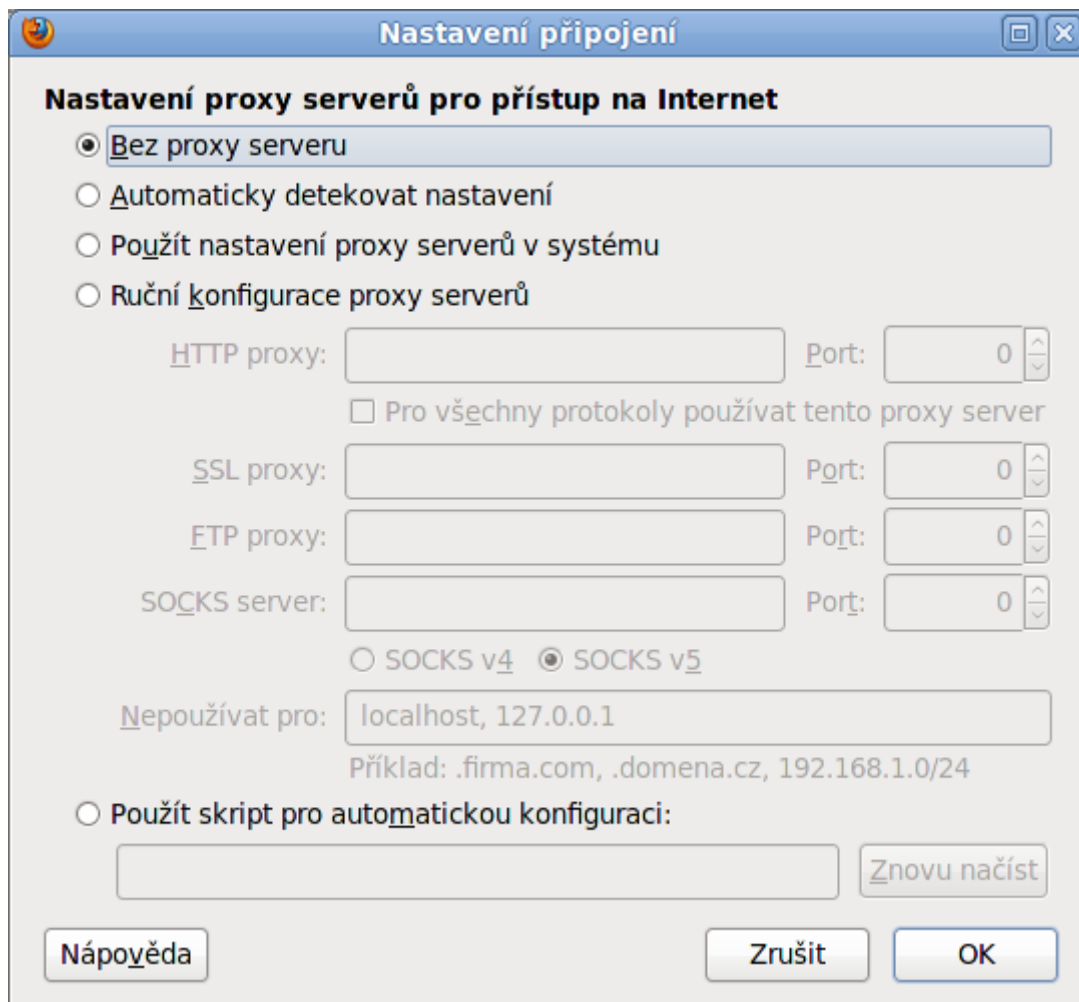 Nastavení připojení
Nastavení proxy serverů pro přístup na Internet
Bez proxy serveru
Automaticky detekovat nastavení
Použít nastavení proxy serverů v systému
Ruční konfigurace proxy serverů
HTTP proxy: Port: 0
Pro všechny protokoly používat tento proxy server
SSL proxy: Port: 0
FTP proxy: Port: 0
SOCKS server: Port: 0
SOCKS v4 SOCKS v5
Nepoužívat pro: localhost, 127.0.0.1
Příklad: .firma.com, .domena.cz, 192.168.1.0/24
Použít skript pro automatickou konfiguraci:
Znovu načíst
Nápověda Zrušit OK